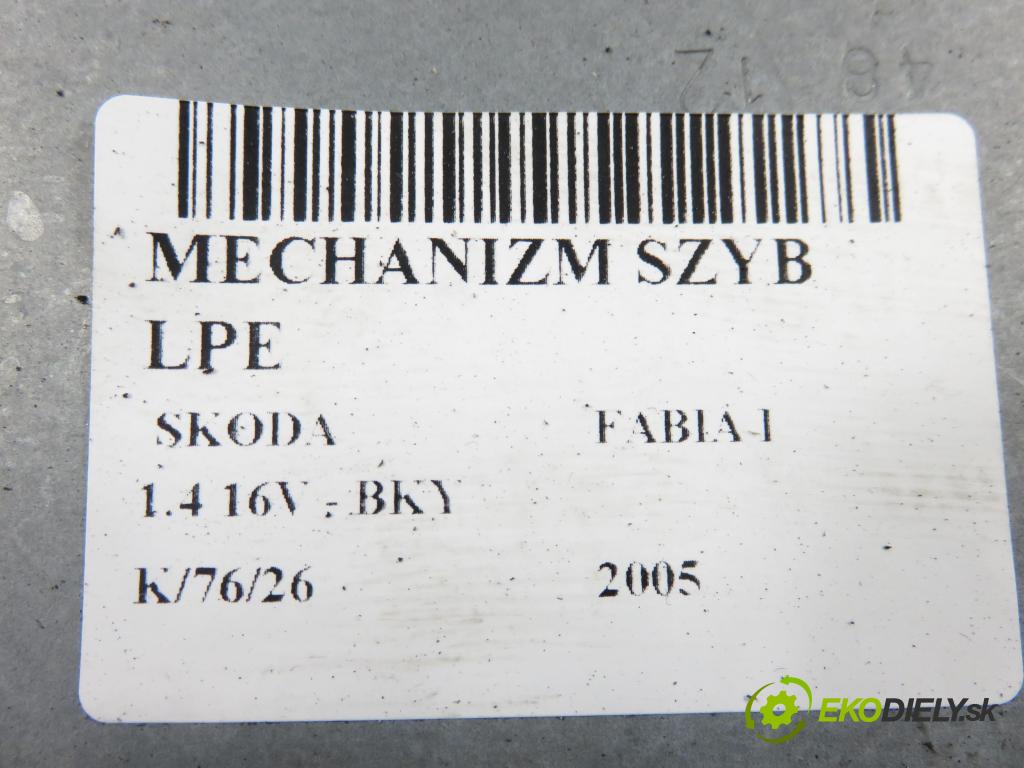 48 12
MECHANIZM SZYB
LPE
SKODA FABIA I
1.4 16V - BKY
K/76/26 2005
EKODIELY.sk